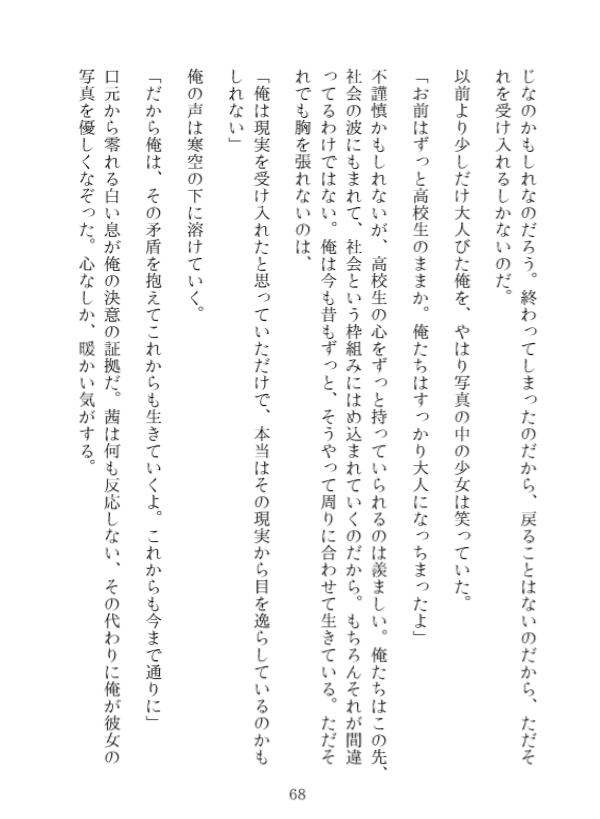 じなのかもしれなのだろう。終わってしまったのだから、戻ることはないのだから、ただそ
れを受け入れるしかないのだ。
以前より少しだけ大人びた俺を、やはり写真の中の少女は笑っていた。
「お前はずっと高校生のままか。俺たちはすっかり大人になっちまったよ」
不謹慎かもしれないが、高校生の心をずっと持っていられるのは羨ましい。俺たちはこの先、
社会の波にもまれて、社会という枠組みにはめ込まれていくのだから。もちろんそれが間違
ってるわけではない。俺は今も昔もずっと、そうやって周りに合わせて生きている。ただそ
れでも胸を張れないのは、
「俺は現実を受け入れたと思っていただけで、本当はその現実から目を逸らしているのかも
しれない」
俺の声は寒空の下に溶けていく。
「だから俺は、その矛盾を抱えてこれからも生きていくよ。これからも今まで通りに」
口元から零れる白い息が俺の決意の証拠だ。茜は何も反応しない、その代わりに俺が彼女の
写真を優しくなぞった。心なしか、暖かい気がする。
68